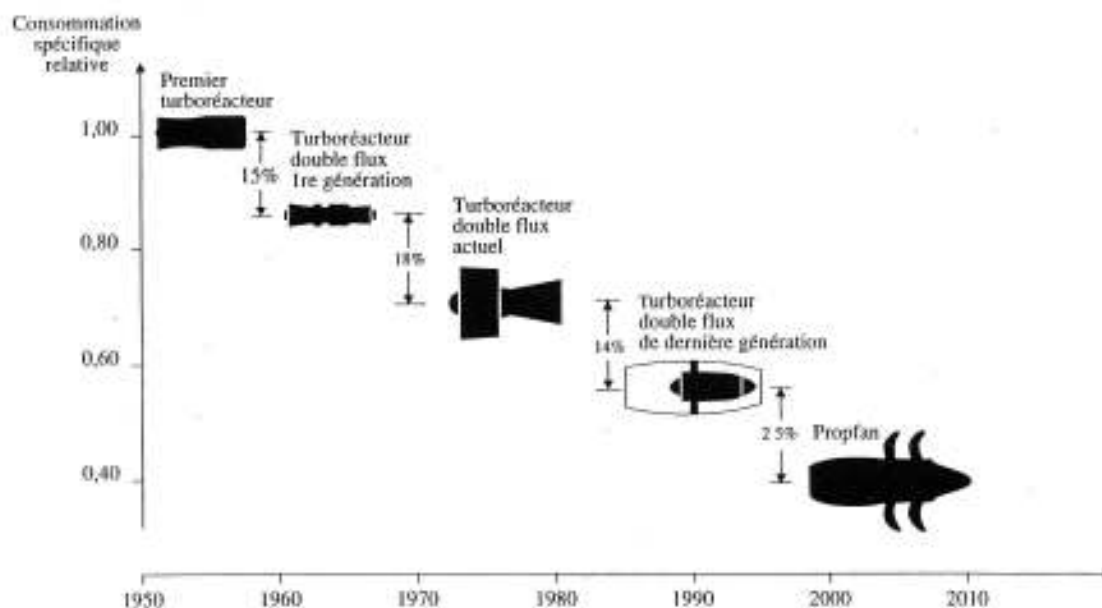 Consommation
spécifique
relative
Premier
turboréacteur
1,00
Turboréacteur
double flux
1re génération
15%
Turboréacteur
double flux
actuel
0,80
18%
Turboréacteur
double flux
de dernière génération
14%
0,60
25%
Propfan
0,40
1950 1960 1970 1980 1990 2000 2010